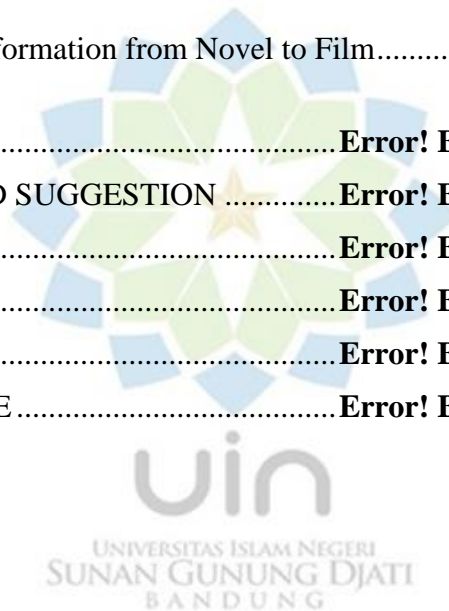 formation from Novel to Film..........
..........................................Error!
D SUGGESTION ..............Error!
..........................................Error!
..........................................Error!
..........................................Error!
E ........................................Error!
uin
UNIVERSITAS ISLAM NEGERI
SUNAN GUNUNG DJATI
BANDUNG